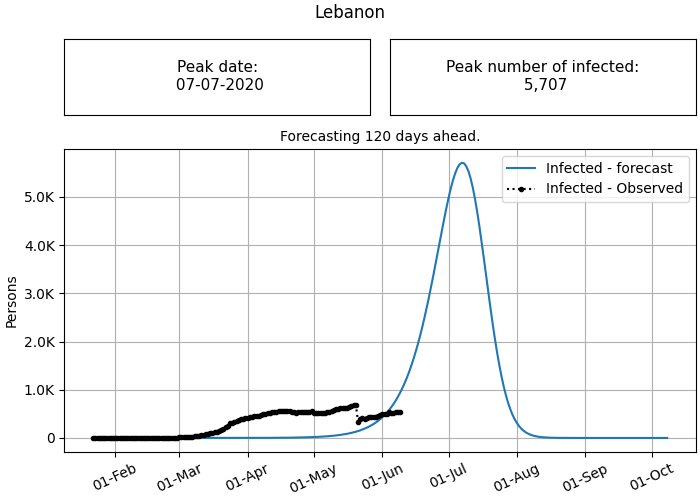 Lebanon
Peak date:
07-07-2020
Peak number of infected:
5,707
Forecasting 120 days ahead.
Infected - forecast
Infected - Observed
Persons
5.0K
4.0K
3.0K
2.0K
1.0K
0
01-Feb
01-Mar
01-Apr
01-May
01-Jun
01-Jul
01-Aug
01-Sep
01-Oct